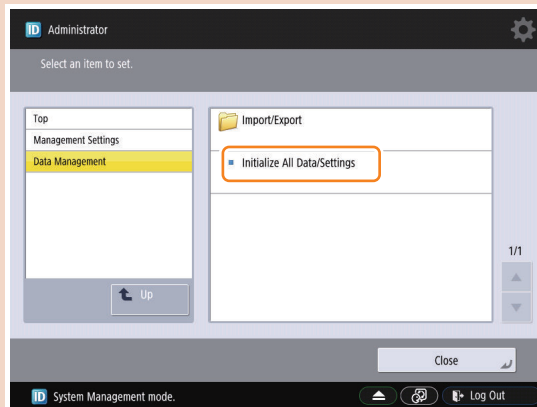 ID Administrator
Select an item to set.
Top
Management Settings
Data Management
Up
Import/Export
Initialize All Data/Settings
1/1
Close
ID System Management mode.
Log Out